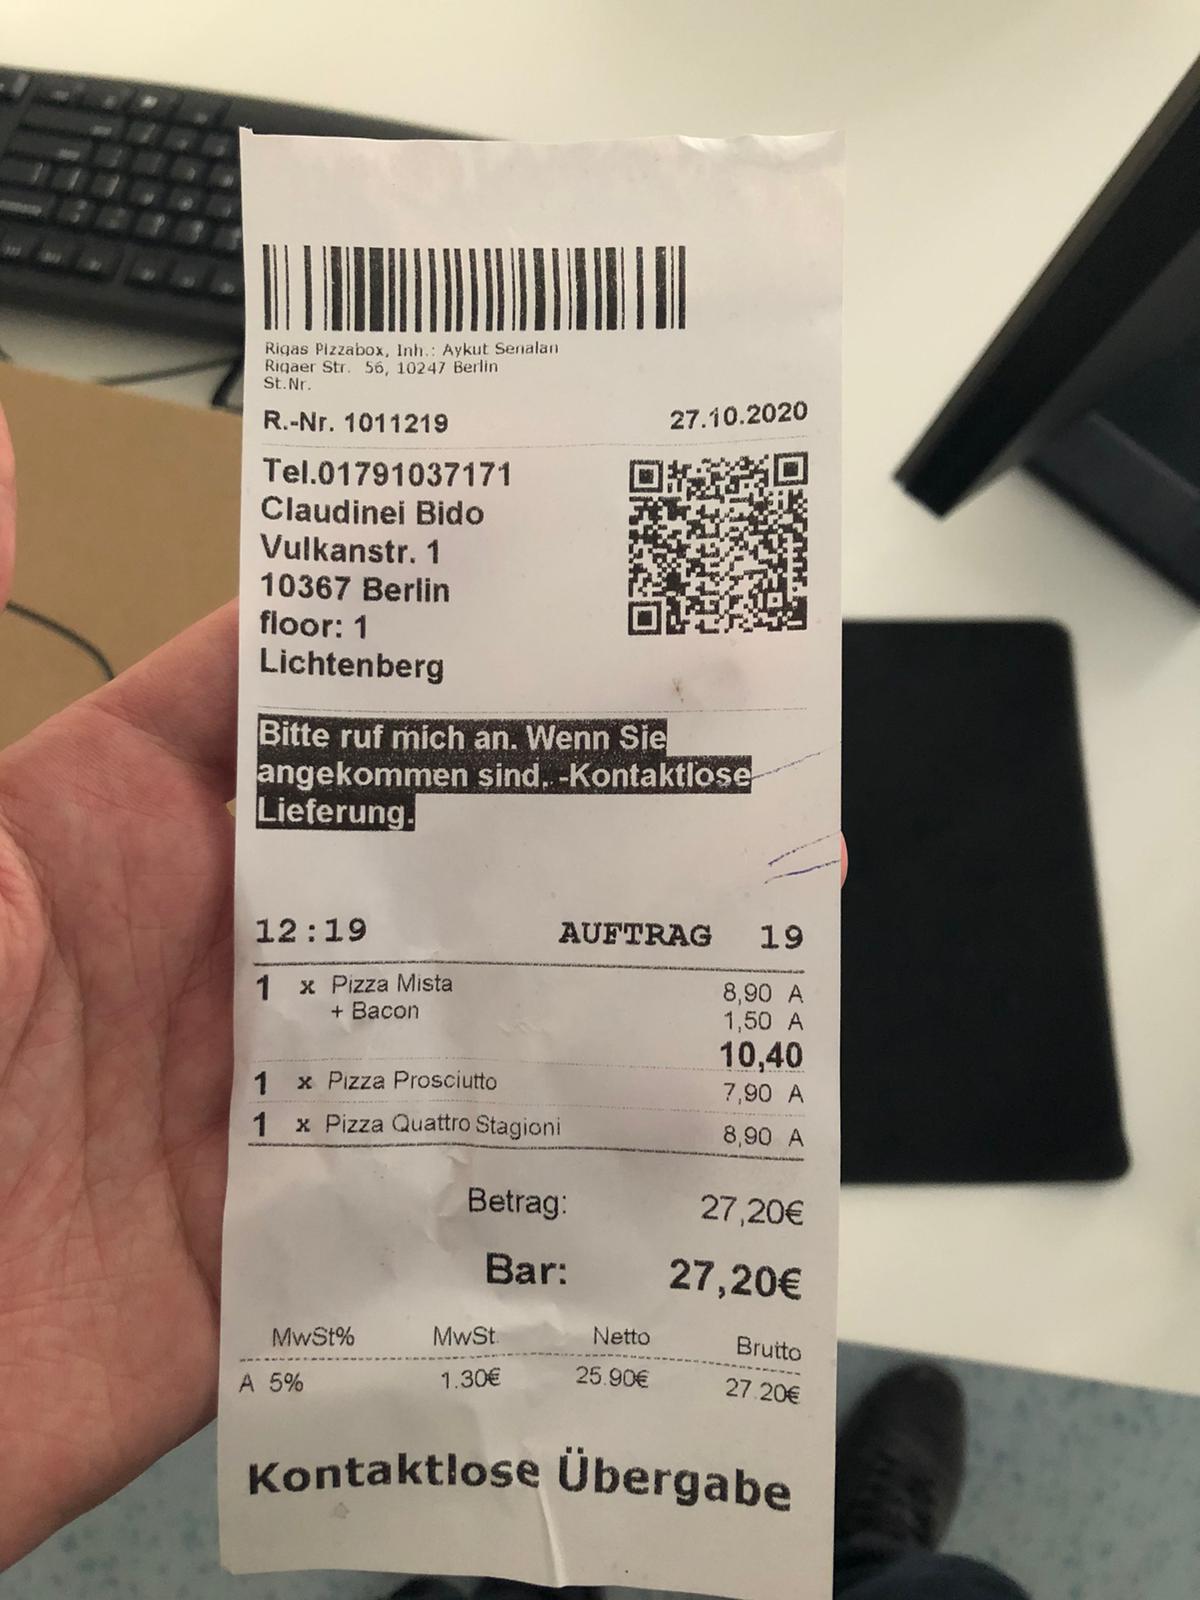 Rigas Pizzabox, Inh.: Aykut Senalan
Rigaer Str. 56, 10247 Berlin
St.Nr.
R.-Nr. 1011219 27.10.2020
Tel.01791037171
Claudinei Bido
Vulkanstr. 1
10367 Berlin
floor: 1
Lichtenberg
Bitte ruf mich an. Wenn Sie
angekommen sind. -Kontaktlose
Lieferung.
12:19 AUFTRAG 19
1 x Pizza Mista 8,90 A
+ Bacon 1,50 A
10,40
1 x Pizza Prosciutto 7,90 A
1 x Pizza Quattro Stagioni 8,90 A
Betrag: 27,20€
Bar: 27,20€
MwSt% MwSt. Netto Brutto
A 5% 1.30€ 25.90€ 27.20€
Kontaktlose Übergabe